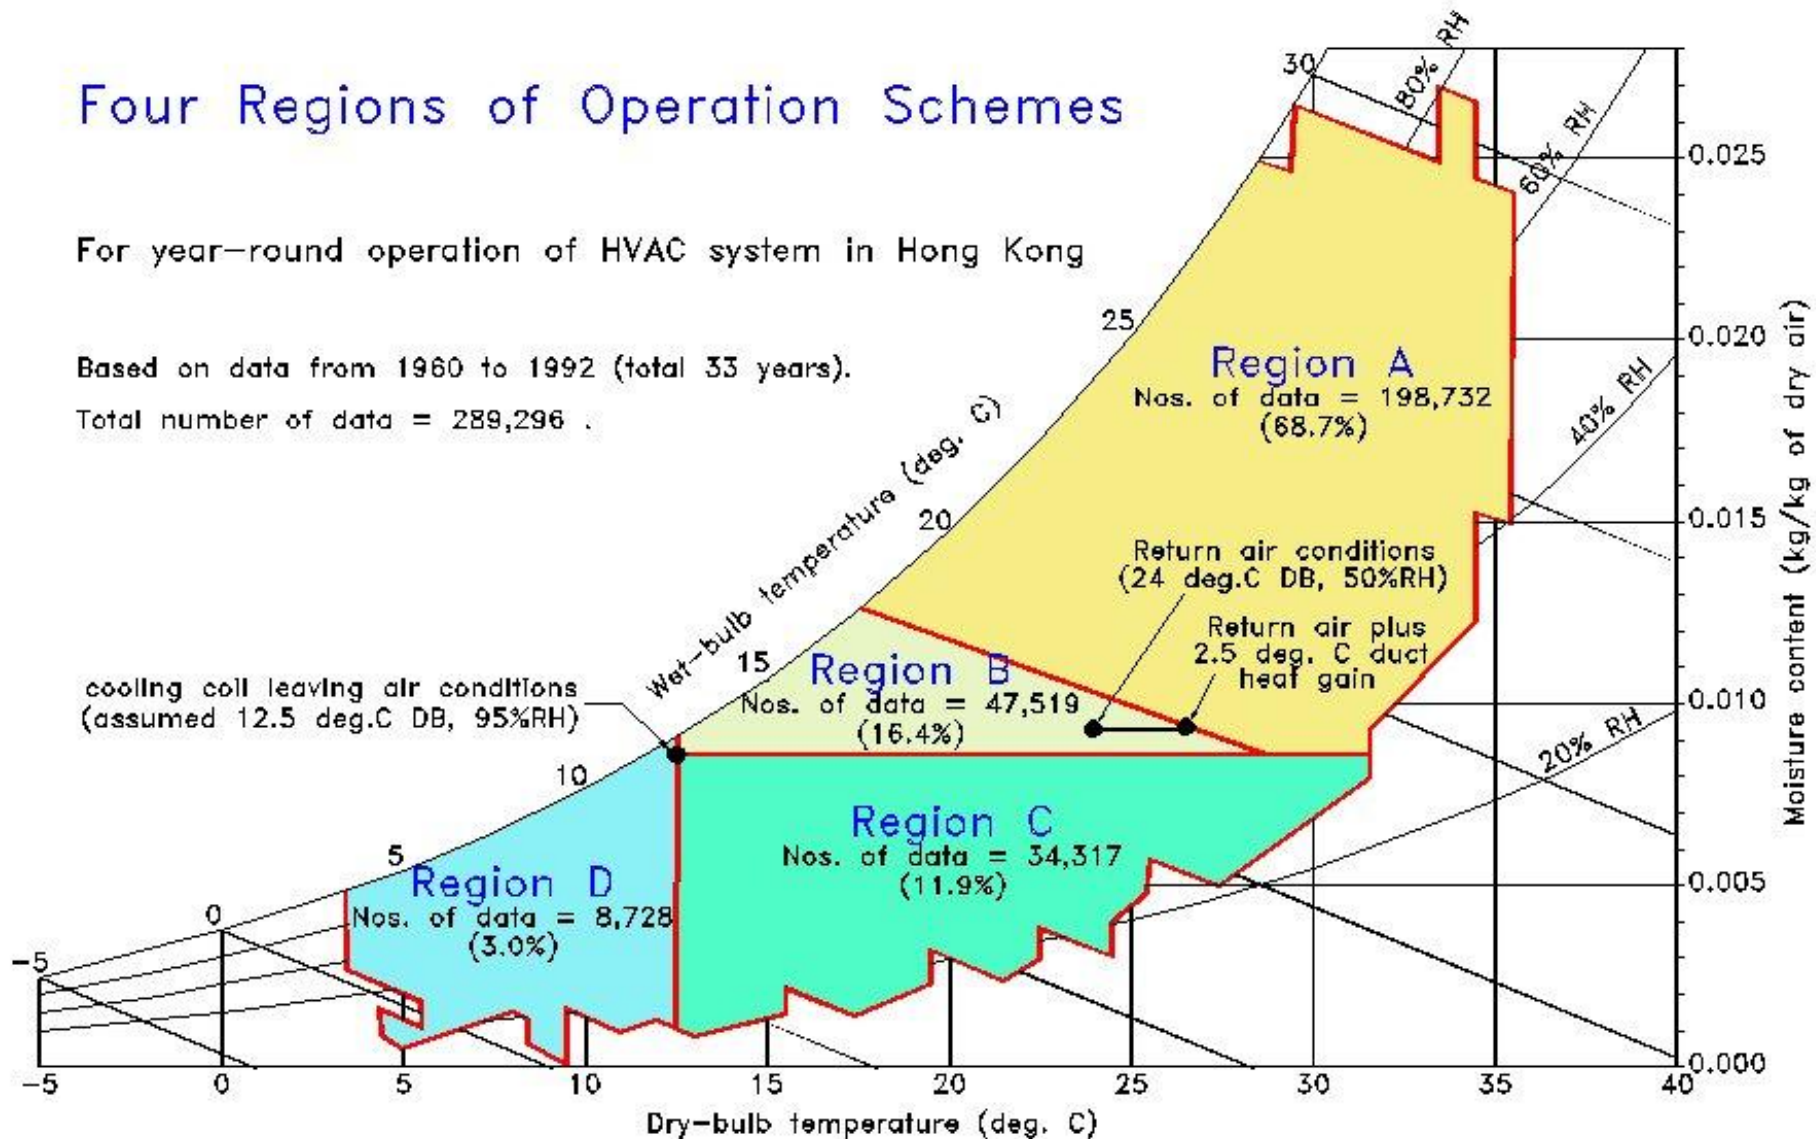 Four Regions of Operation Schemes
For year-round operation of HVAC system in Hong Kong
Based on data from 1960 to 1992 (total 33 years).
Total number of data = 289,296 .
30
80% RH
60% RH
0.025
25
Region A
Nos. of data = 198,732
(68.7%)
0.020
40% RH
Wet-bulb temperature (deg. C)
20
Return air conditions
(24 deg.C DB, 50%RH)
0.015
Return air plus
2.5 deg. C duct
heat gain
15
Region B
Nos. of data = 47,519
(16.4%)
cooling coil leaving air conditions
(assumed 12.5 deg.C DB, 95%RH)
0.010
20% RH
10
Region C
Nos. of data = 34,317
(11.9%)
5
Region D
Nos. of data = 8,728
(3.0%)
0.005
0
-5
0.000
Moisture content (kg/kg of dry air)
-5 0 5 10 15 20 25 30 35 40
Dry-bulb temperature (deg. C)